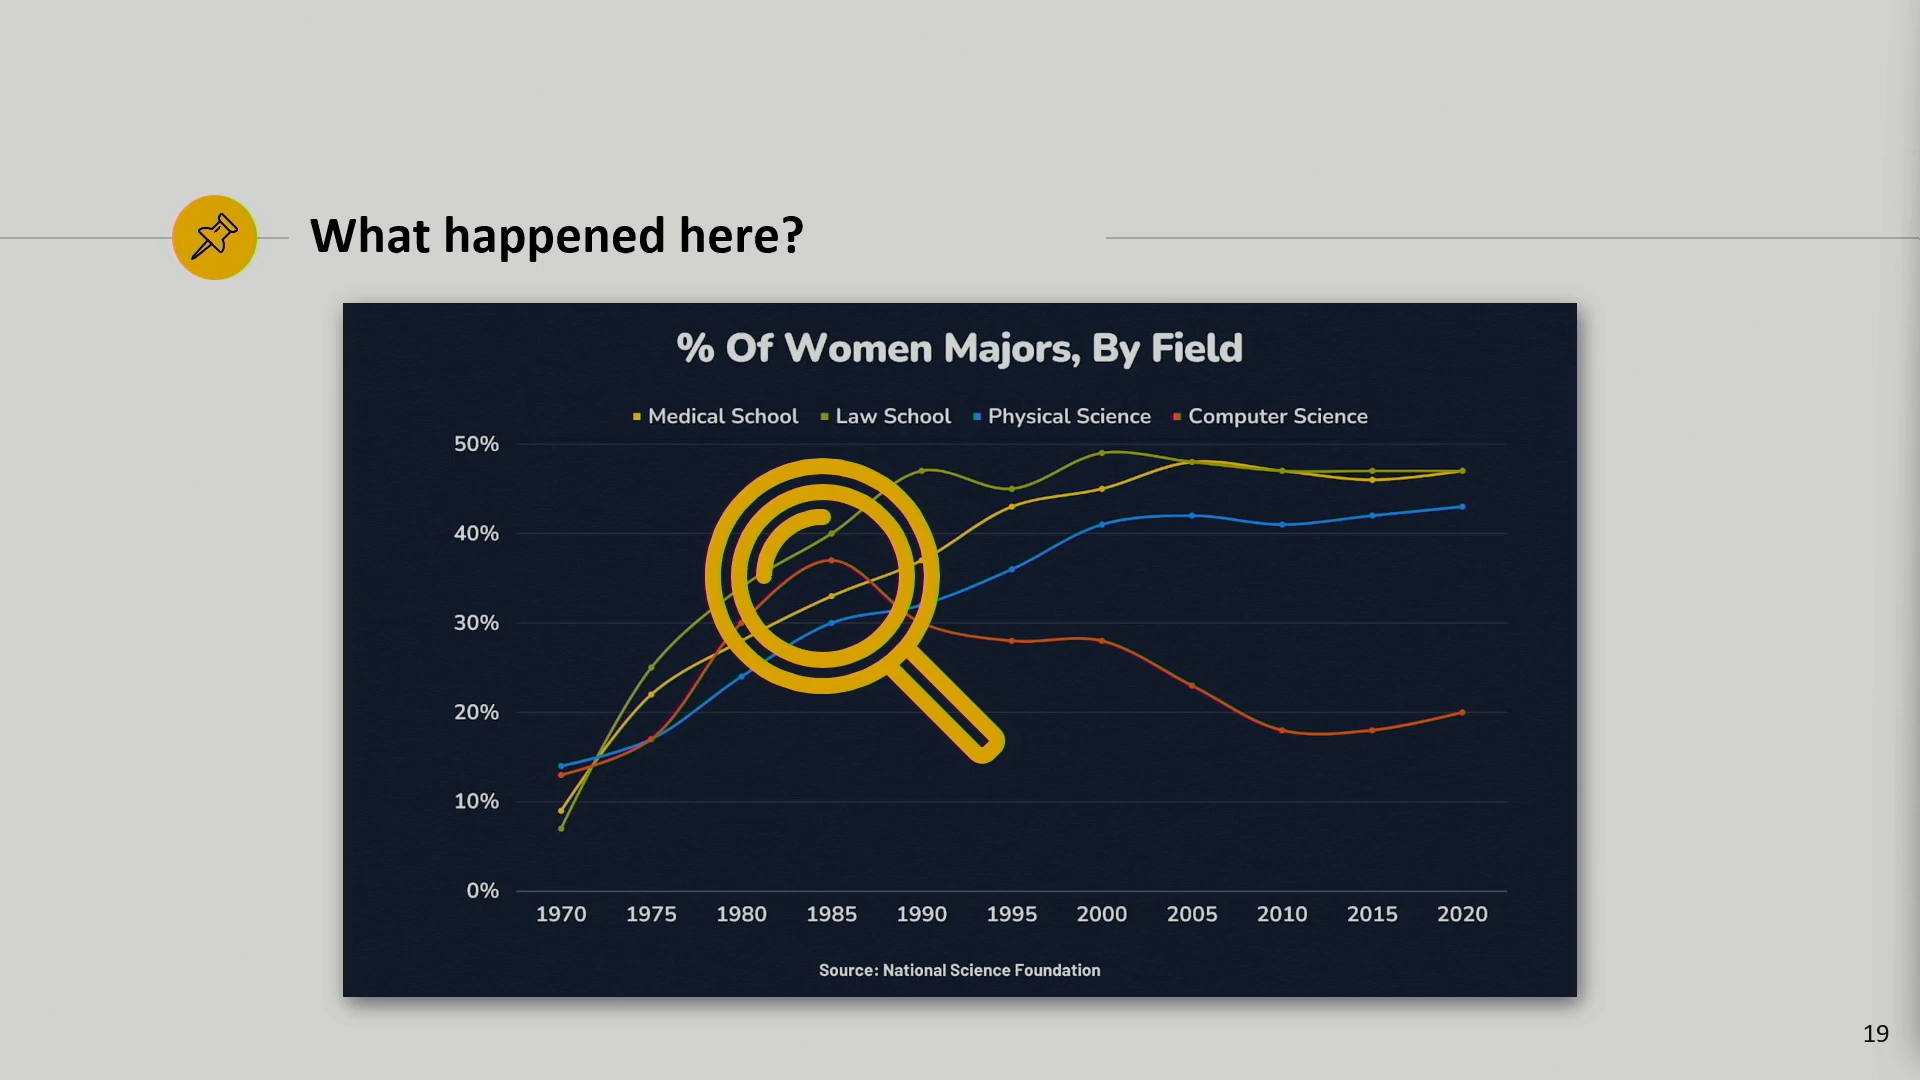 What happened here?
% Of Women Majors, By Field
Medical School Law School Physical Science Computer Science
50%
40%
30%
20%
10%
0%
1970 1975 1980 1985 1990 1995 2000 2005 2010 2015 2020
Source: National Science Foundation
19